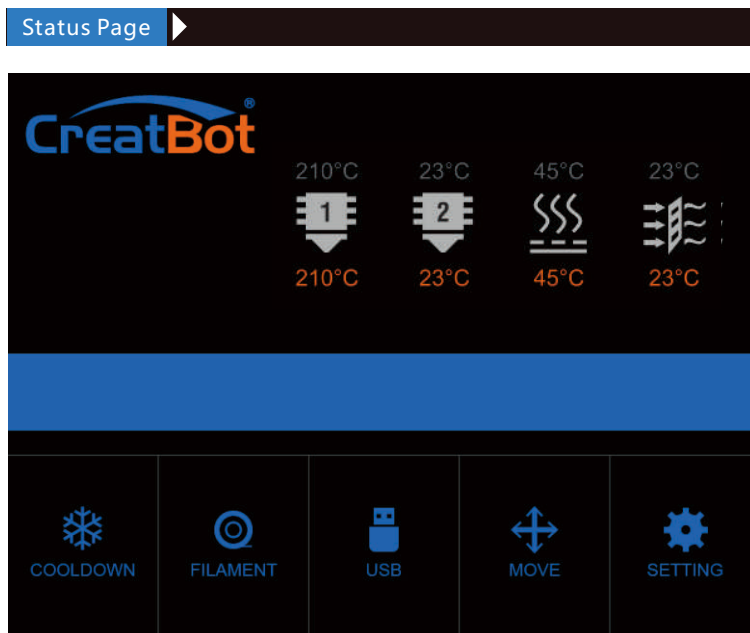 Status Page
CreatBot®
210°C 23°C 45°C 23°C
1 2
210°C 23°C 45°C 23°C
COOLDOWN FILAMENT USB MOVE SETTING